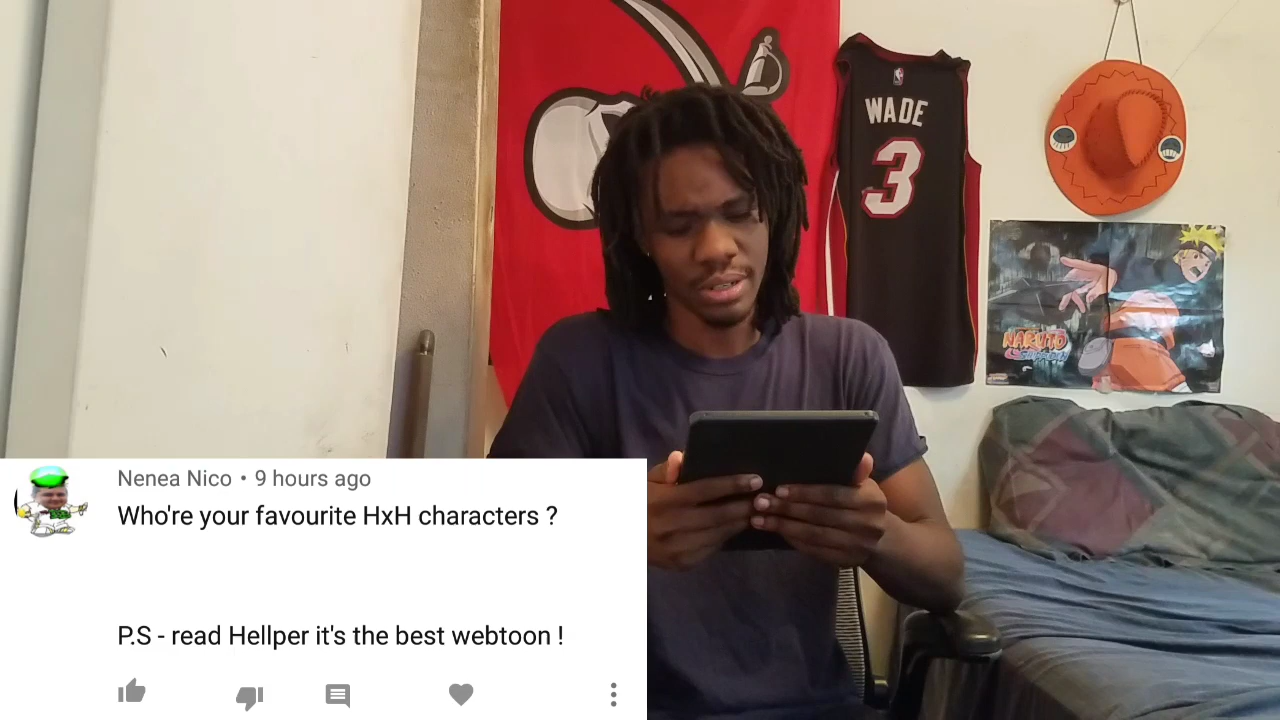 WADE
3
NARUTO
Nenea Nico • 9 hours ago
Who're your favourite HxH characters ?
P.S - read Hellper it's the best webtoon !